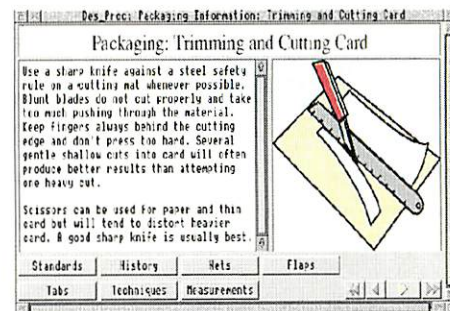 Des_Proc: Packaging Information: Trimming and Cutting Card
Packaging: Trimming and Cutting Card
Use a sharp knife against a steel safety
rule on a cutting mat whenever possible.
Blunt blades do not cut properly and take
too much pushing through the material.
Keep fingers always behind the cutting
edge and don't press too hard. Several
gentle shallow cuts into card will often
produce better results than attempting
one heavy cut.
Scissors can be used for paper and thin
card but will tend to distort heavier
card. A good sharp knife is usually best.
Standards History Nets Flaps
Tabs Techniques Measurements